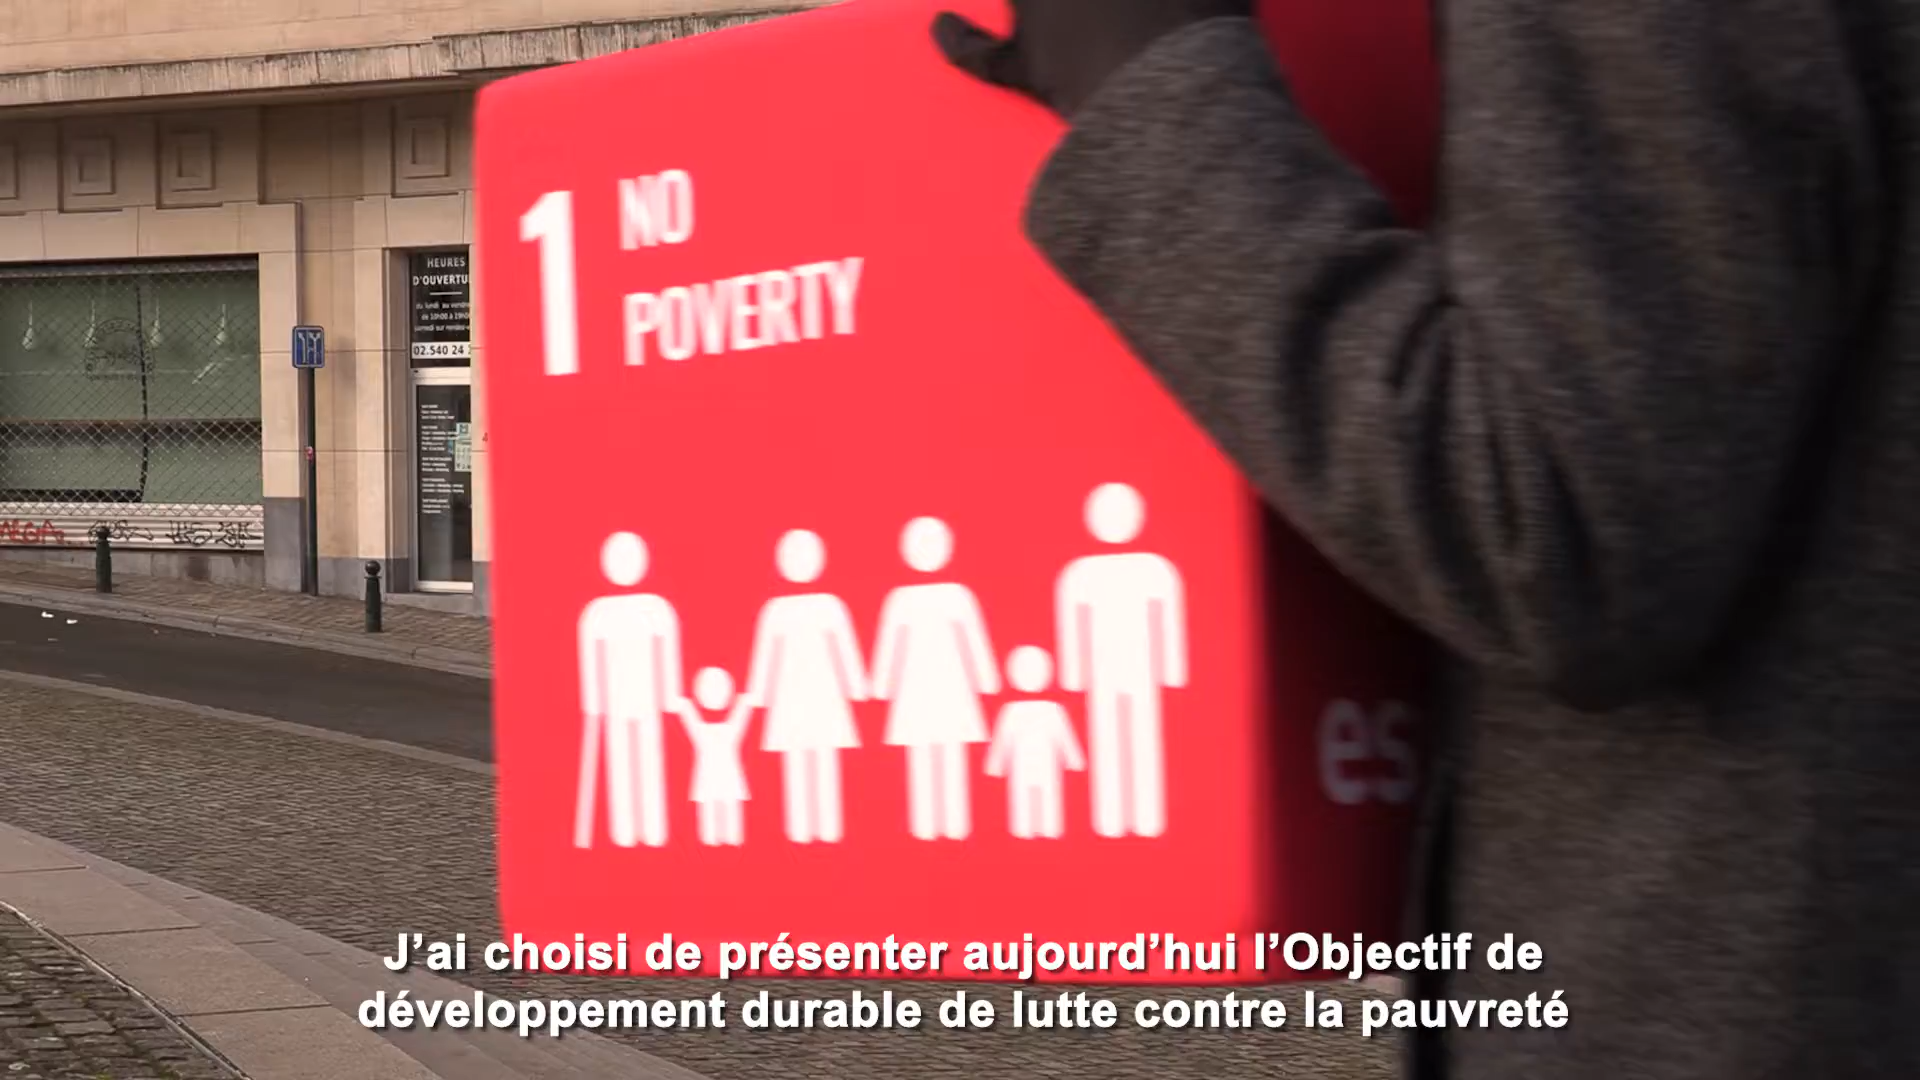 1 NO
POVERTY
HEURES
D'OUVERTU
02.540 24
es
J'ai choisi de présenter aujourd'hui l'Objectif de
développement durable de lutte contre la pauvreté